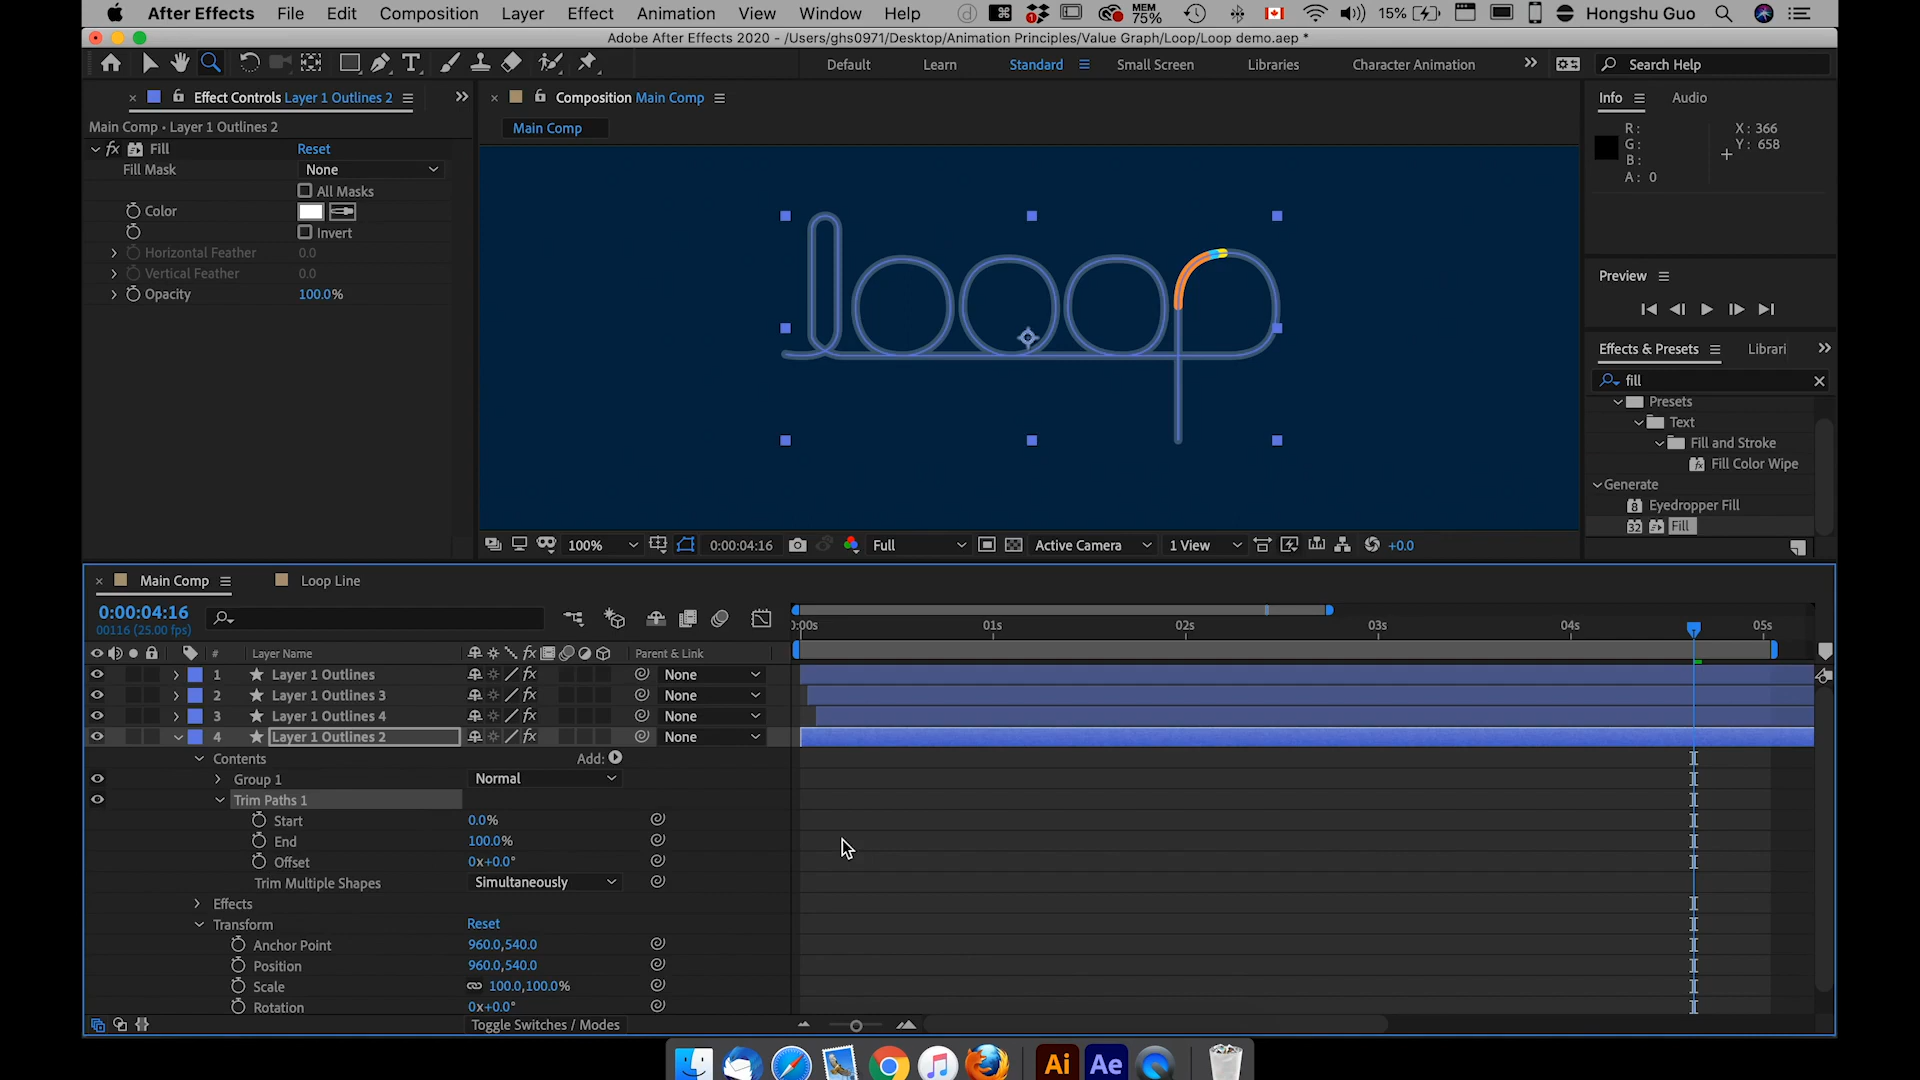 After Effects File Edit Composition Layer Effect Animation View Window Help MEM 75% 15% Hongshu Guo
Adobe After Effects 2020 - /Users/ghs0971/Desktop/Animation Principles/Value Graph/Loop/Loop demo.aep *
Default Learn Standard Small Screen Libraries Character Animation Search Help
Effect Controls Layer 1 Outlines 2
Composition Main Comp
Info Audio
Main Comp • Layer 1 Outlines 2
Main Comp
R: X: 366
G: Y: 658
B:
A: 0
fx Fill Reset
Fill Mask None
All Masks
Color
Invert
Horizontal Feather 0.0
Vertical Feather 0.0
Opacity 100.0%
looop
Preview
Effects & Presets Librari
fill
Presets
Text
Fill and Stroke
Fill Color Wipe
Generate
Eyedropper Fill
Fill
100% 0:00:04:16 Full Active Camera 1 View +0.0
Main Comp Loop Line
0:00:04:16
00116 (25.00 fps)
0:00s 01s 02s 03s 04s 05s
# Layer Name fx Parent & Link
1 Layer 1 Outlines fx None
2 Layer 1 Outlines 3 fx None
3 Layer 1 Outlines 4 fx None
4 Layer 1 Outlines 2 fx None
Contents Add:
Group 1 Normal
Trim Paths 1
Start 0.0%
End 100.0%
Offset 0x+0.0°
Trim Multiple Shapes Simultaneously
Effects
Transform Reset
Anchor Point 960.0,540.0
Position 960.0,540.0
Scale 100.0,100.0%
Rotation 0x+0.0°
Toggle Switches / Modes
Ai Ae